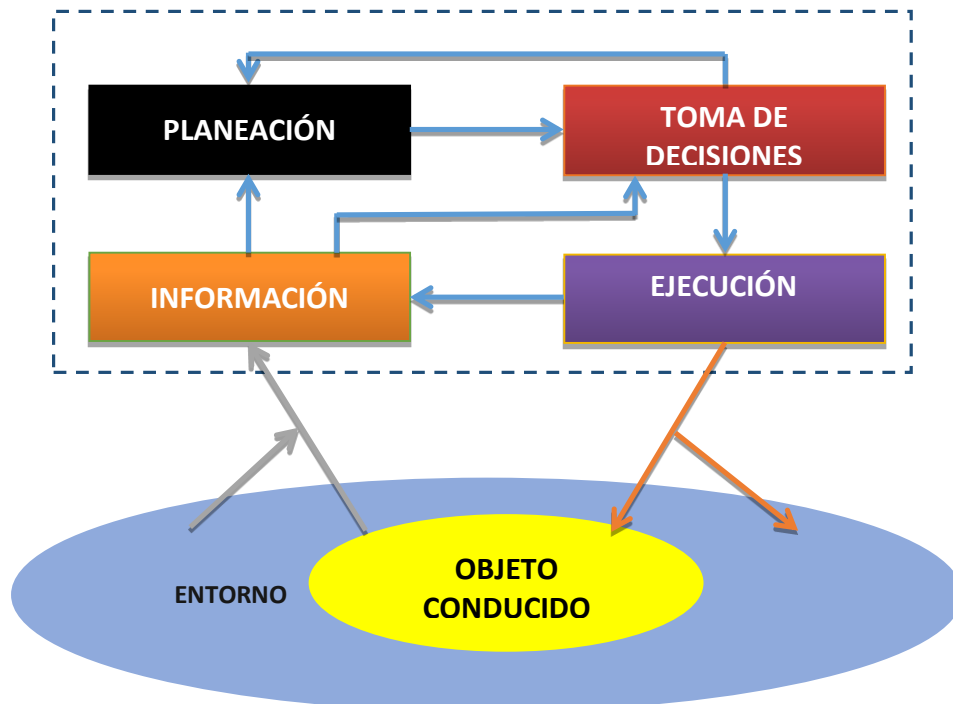 PLANEACIÓN
TOMA DE
DECISIONES
INFORMACIÓN
EJECUCIÓN
ENTORNO
OBJETO
CONDUCIDO